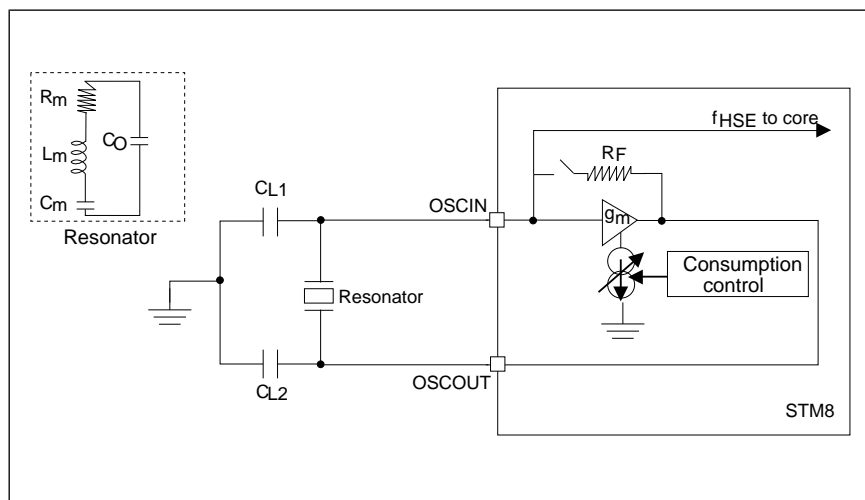 Rm
Lm
CO
Cm
Resonator
CL1
CL2
Resonator
OSCIN
OSCOUT
fHSE to core
RF
gm
Consumption
control
STM8